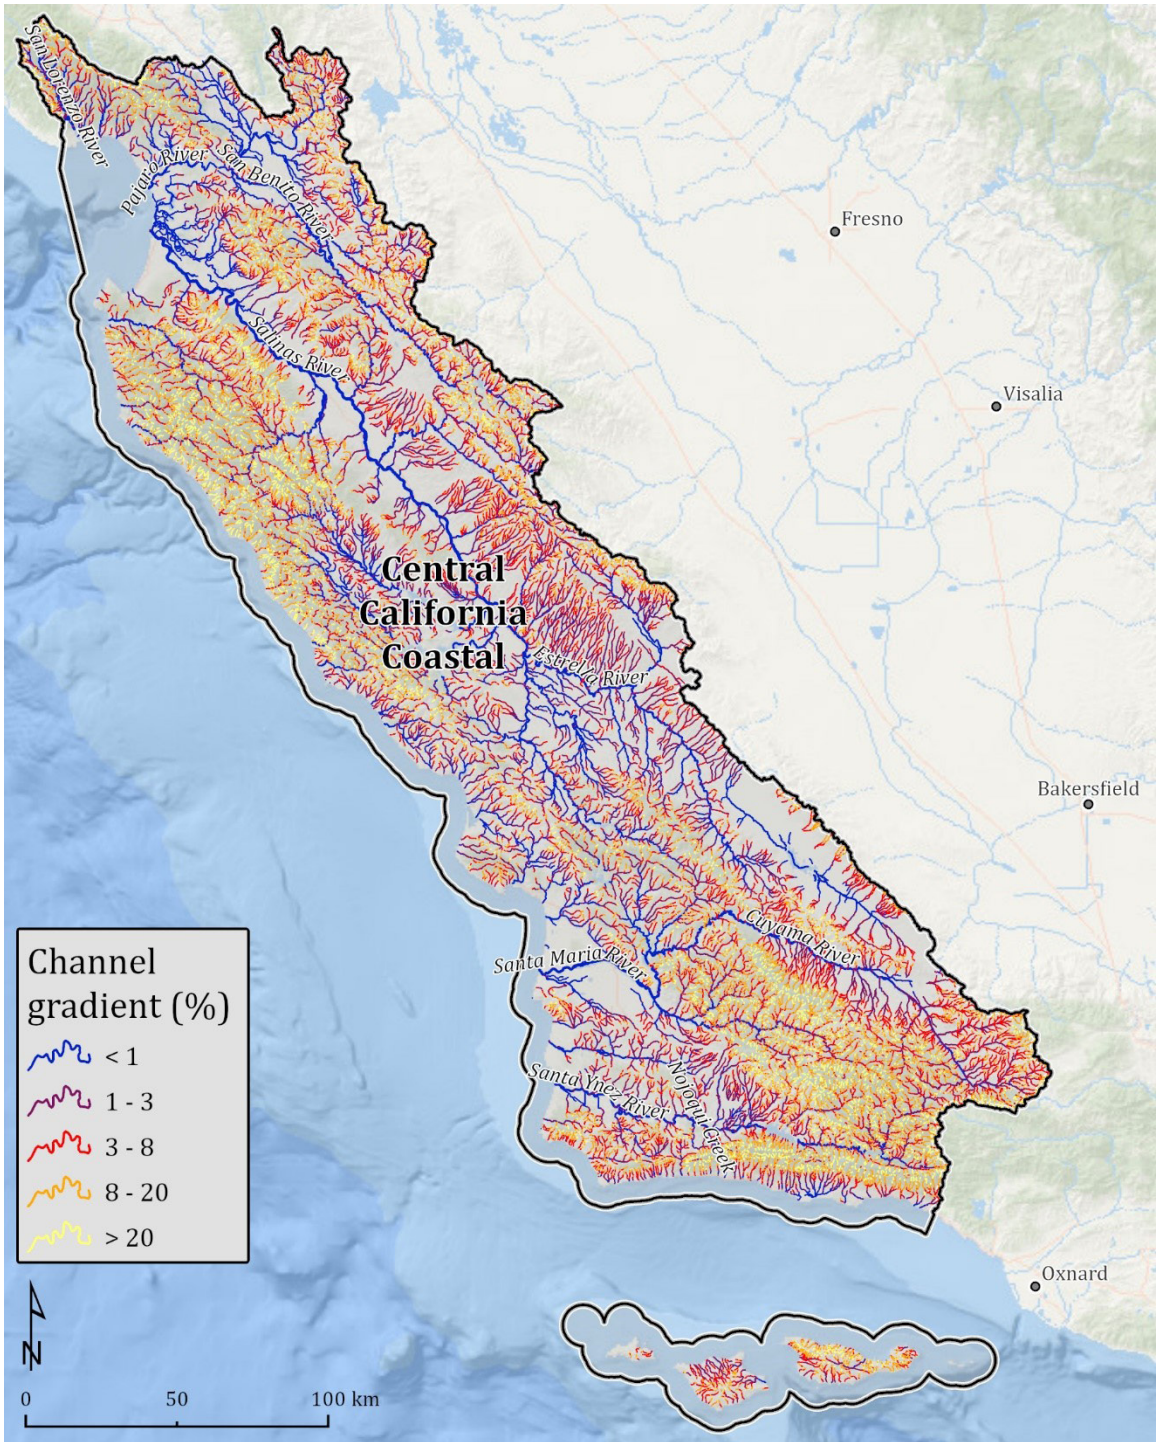 San Lorenzo River
Pajaro River
San Benito River
Fresno
Salinas River
Visalia
Central
California
Coastal
Estrella River
Bakersfield
Cuyama River
Santa Maria River
Santa Ynez River
Nojoqui Creek
Channel
gradient (%)
< 1
1 - 3
3 - 8
8 - 20
> 20
Oxnard
N
0 50 100 km